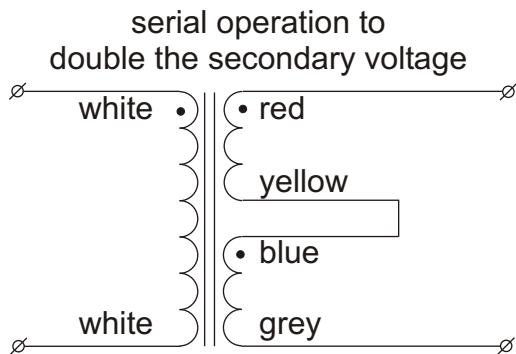 serial operation to
double the secondary voltage
white
red
yellow
blue
white
grey